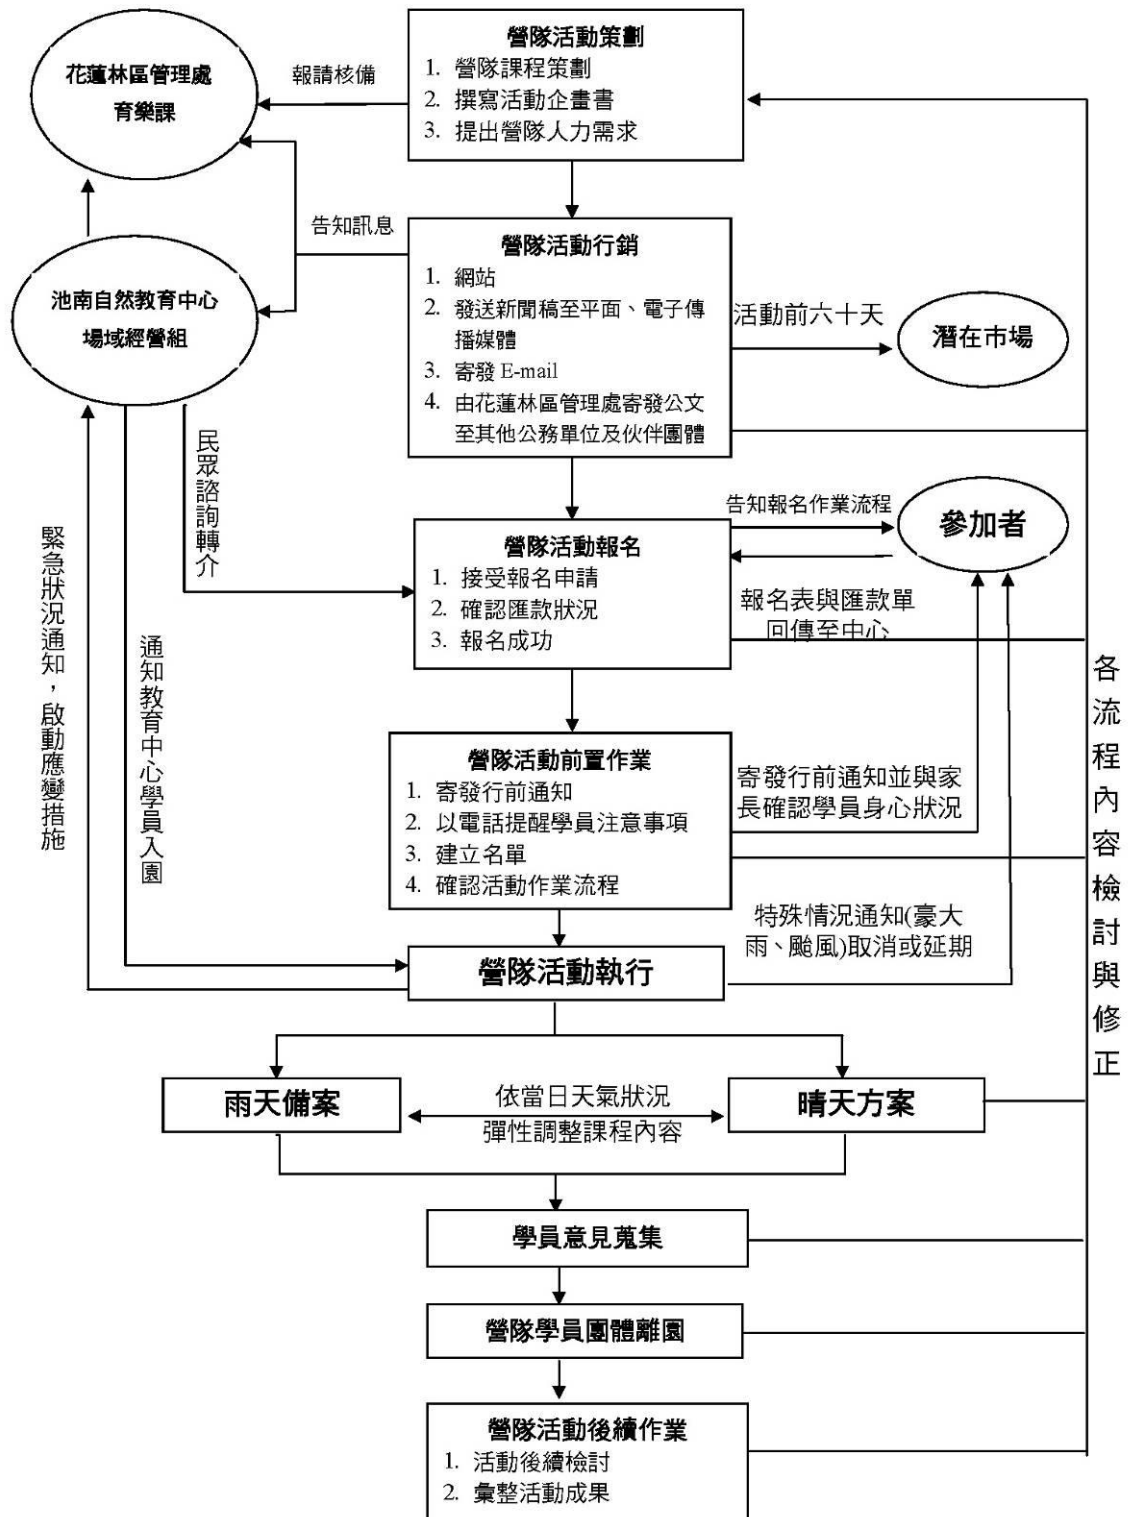 營隊活動策劃
1. 營隊課程策劃
2. 撰寫活動企畫書
3. 提出營隊人力需求
花蓮林區管理處
育樂課
報請核備
告知訊息
營隊活動行銷
1. 網站
2. 發送新聞稿至平面、電子傳
播媒體
3. 寄發 E-mail
4. 由花蓮林區管理處寄發公文
至其他公務單位及伙伴團體
池南自然教育中心
場域經營組
活動前六十天
潛在市場
民眾諮詢轉介
營隊活動報名
1. 接受報名申請
2. 確認匯款狀況
3. 報名成功
告知報名作業流程
參加者
報名表與匯款單
回傳至中心
緊急狀況通知，啟動應變措施
通知教育中心學員入園
營隊活動前置作業
1. 寄發行前通知
2. 以電話提醒學員注意事項
3. 建立名單
4. 確認活動作業流程
寄發行前通知並與家
長確認學員身心狀況
各流程內容檢討與修正
特殊情況通知(豪大
雨、颱風)取消或延期
營隊活動執行
雨天備案
依當日天氣狀況
彈性調整課程內容
晴天方案
學員意見蒐集
營隊學員團體離園
營隊活動後續作業
1. 活動後續檢討
2. 彙整活動成果